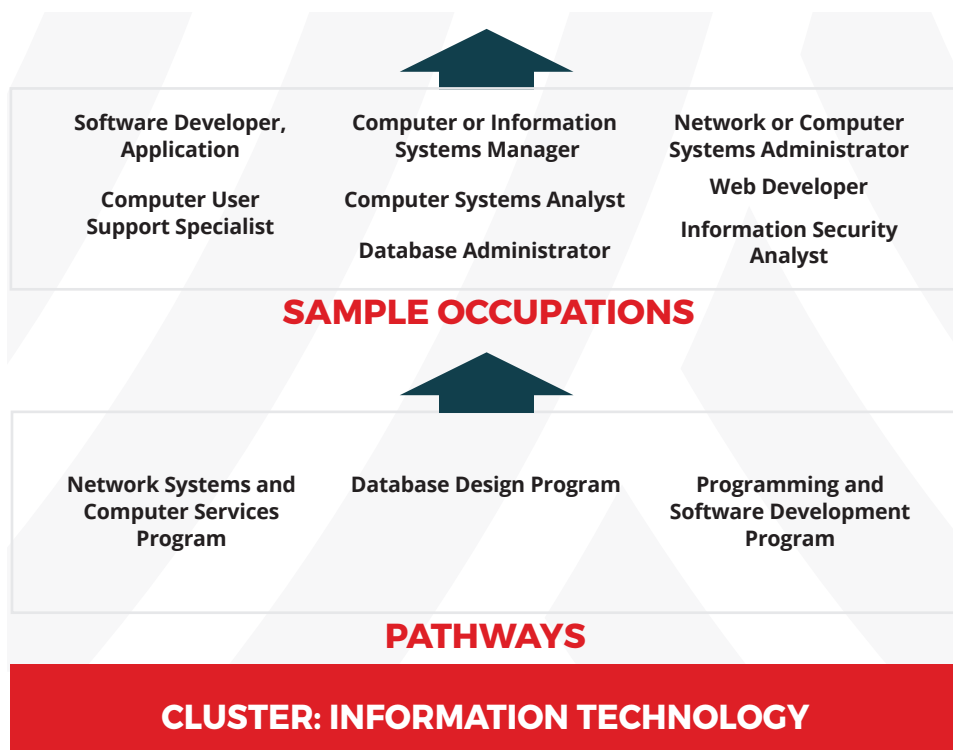 Software Developer,
Application
Computer User
Support Specialist
Computer or Information
Systems Manager
Computer Systems Analyst
Database Administrator
Network or Computer
Systems Administrator
Web Developer
Information Security
Analyst
SAMPLE OCCUPATIONS
Network Systems and
Computer Services
Program
Database Design Program
Programming and
Software Development
Program
PATHWAYS
CLUSTER: INFORMATION TECHNOLOGY